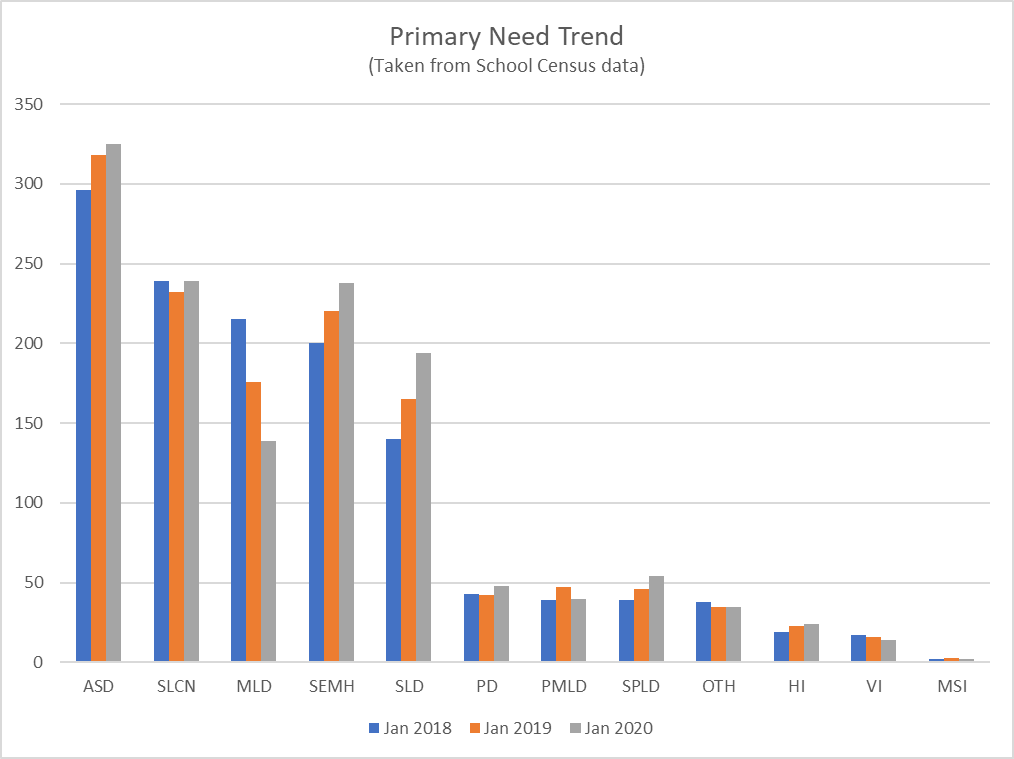 Primary Need Trend
(Taken from School Census data)
350
300
250
200
150
100
50
0
ASD SLCN MLD SEMH SLD PD PMLD SPLD OTH HI VI MSI
Jan 2018 Jan 2019 Jan 2020